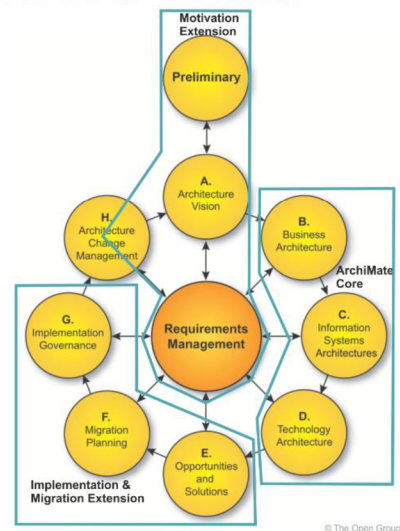 Motivation
Extension
Preliminary
A.
Architecture
Vision
H.
Architecture
Change
Management
B.
Business
Architecture
ArchiMate
Core
G.
Implementation
Governance
Requirements
Management
C.
Information
Systems
Architectures
F.
Migration
Planning
D.
Technology
Architecture
E.
Opportunities
and
Solutions
Implementation &
Migration Extension
© The Open Group